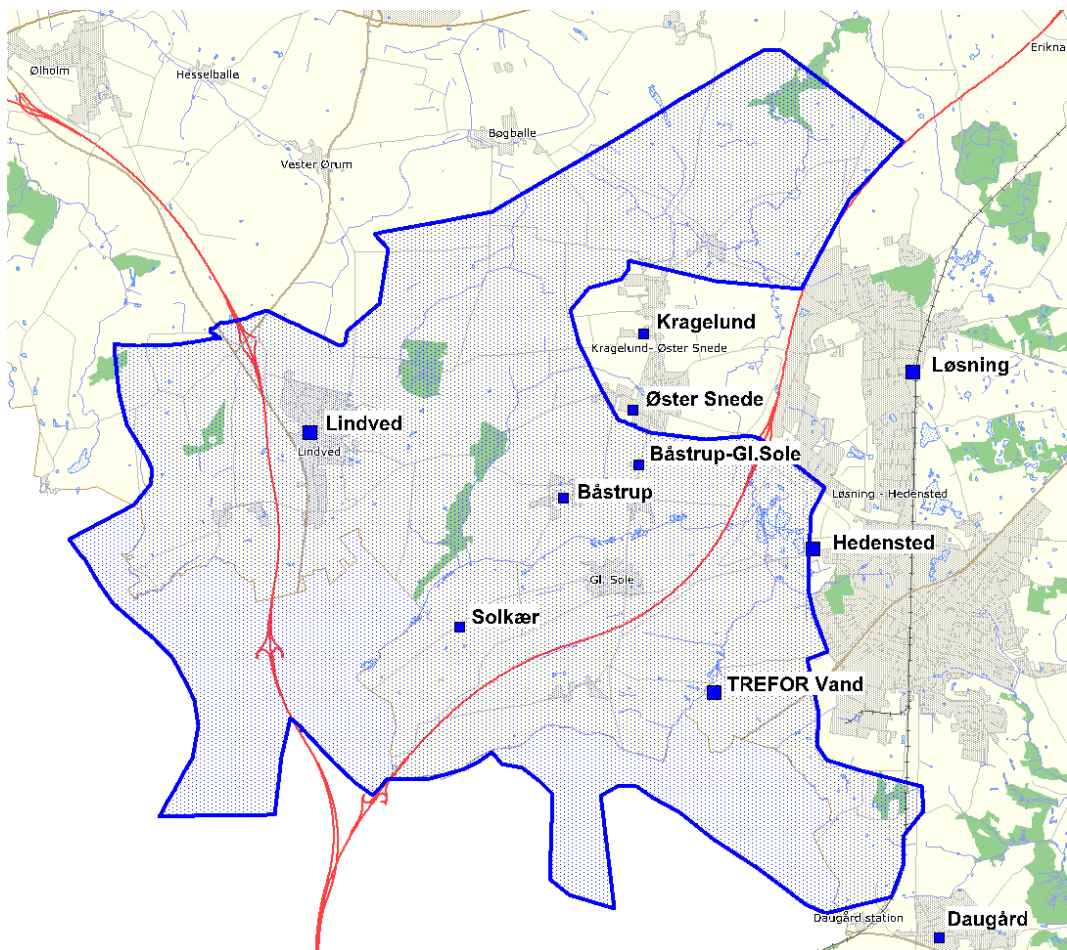 Erikna
Ølholm
Hesselballe
Bøgballe
Vester Ørum
Kragelund
Kragelund- Øster Snede
Løsning
Øster Snede
Lindved
Lindved
Båstrup-Gl.Sole
Båstrup
Løsning - Hedensted
Hedensted
Gl. Sole
Solkær
TREFOR Vand
Daugård station
Daugård